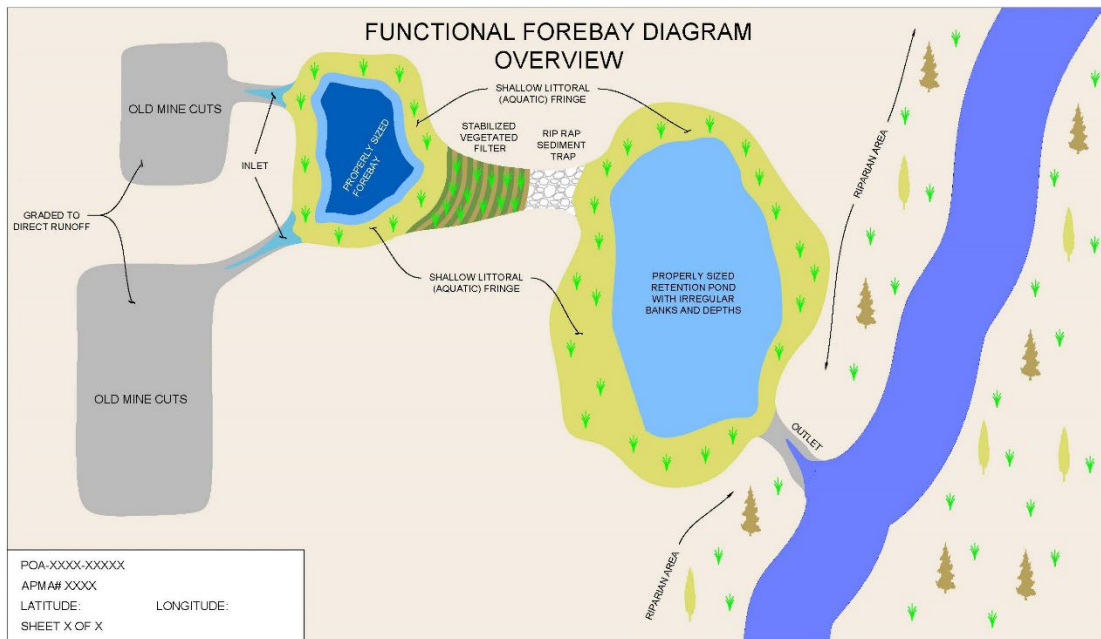 FUNCTIONAL FOREBAY DIAGRAM
OVERVIEW
OLD MINE CUTS
INLET
GRADED TO
DIRECT RUNOFF
OLD MINE CUTS
PROPERLY SIZED
FOREBAY
SHALLOW LITTORAL
(AQUATIC) FRINGE
STABILIZED
VEGETATED
FILTER
RIP RAP
SEDIMENT
TRAP
SHALLOW LITTORAL
(AQUATIC) FRINGE
PROPERLY SIZED
RETENTION POND
WITH IRREGULAR
BANKS AND DEPTHS
RIPARIAN AREA
OUTLET
RIPARIAN AREA
POA-XXXX-XXXXX
APMA# XXXX
LATITUDE: LONGITUDE:
SHEET X OF X